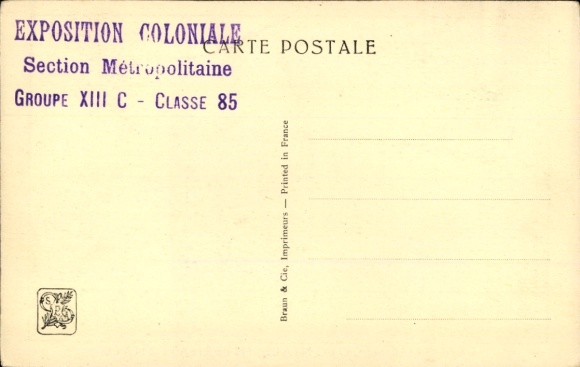 EXPOSITION COLONIALE
CARTE POSTALE
Section Métropolitaine
GROUPE XIII C - CLASSE 85
Braun & Cie, Imprimeurs — Printed in France